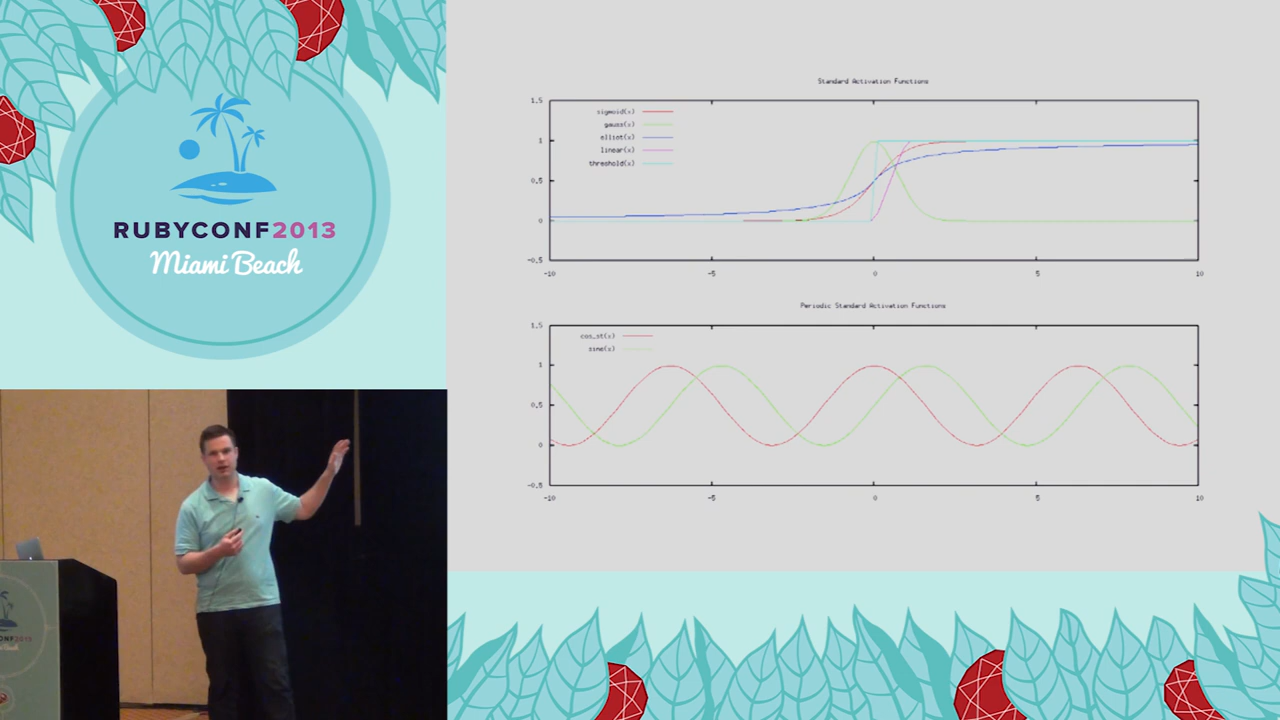 RUBYCONF2013
Miami Beach
Standard Activation Functions
1.5
1
0.5
0
-0.5
-10
-5
0
5
10
sigmoid(x)
gauss(x)
elliot(x)
linear(x)
threshold(x)
Periodic Standard Activation Functions
1.5
1
0.5
0
-0.5
-10
-5
0
5
10
cos_st(x)
sine(x)